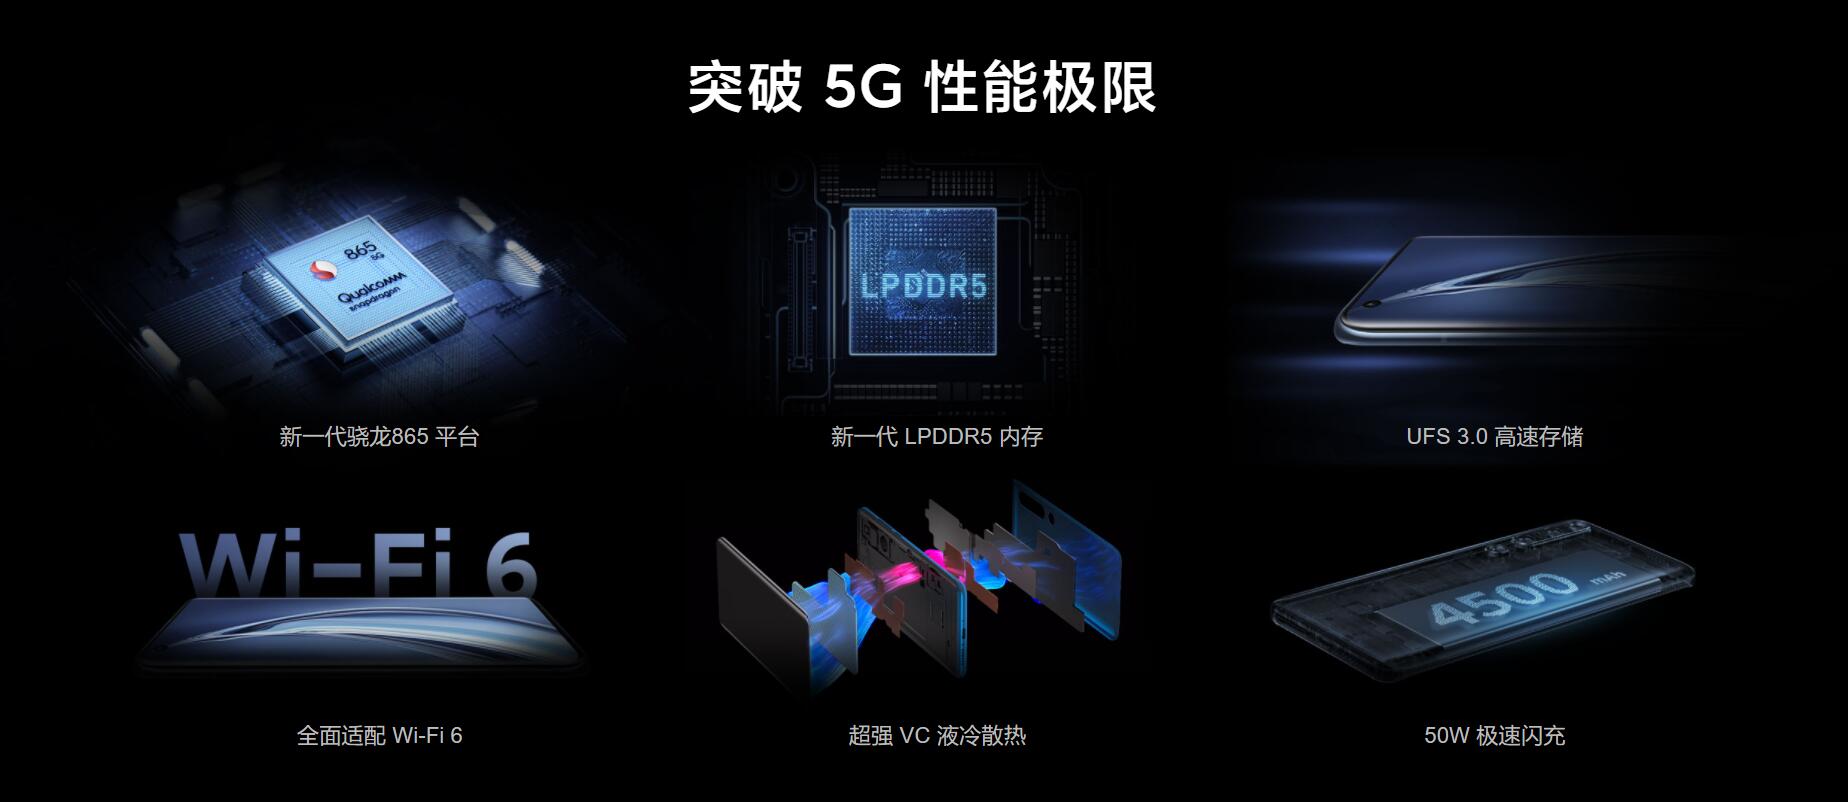 突破 5G 性能极限
865
5G
Qualcomm
snapdragon
LPDDR5
新一代骁龙865 平台
新一代 LPDDR5 内存
UFS 3.0 高速存储
Wi-Fi 6
4500 mAh
全面适配 Wi-Fi 6
超强 VC 液冷散热
50W 极速闪充